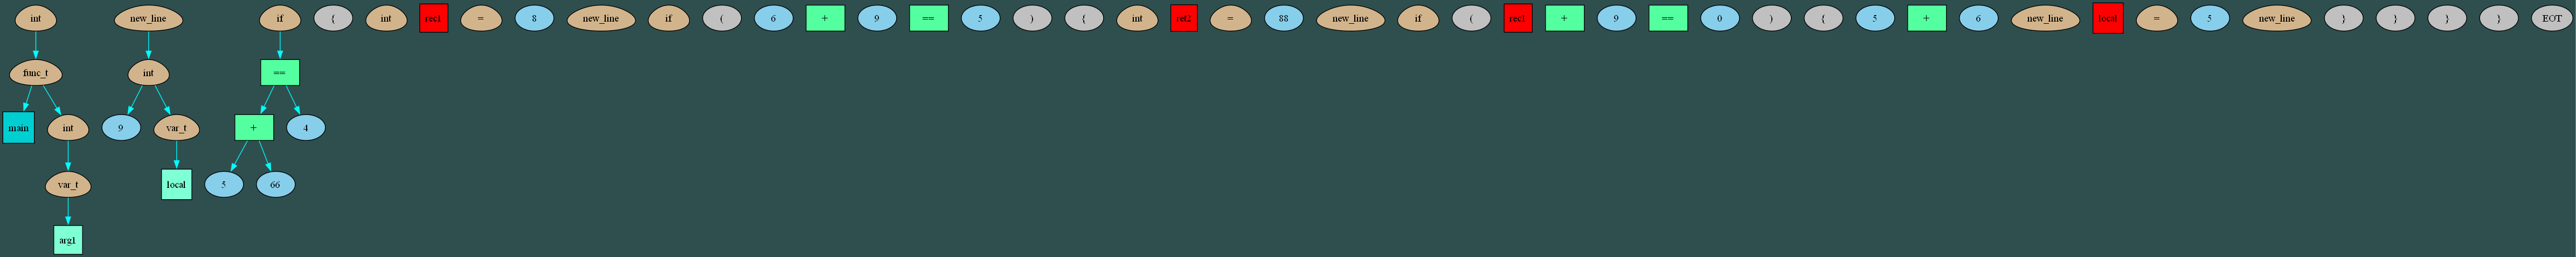 int new_line if { int rec1 = 8 new_line if ( 6 + 9 == 5 ) { int ret2 = 88 new_line if ( rec1 + 9 == 0 ) { 5 + 6 new_line local = 5 new_line } } } } EOT
func_t int ==
main int 9 var_t + 4
var_t local 5 66
arg1